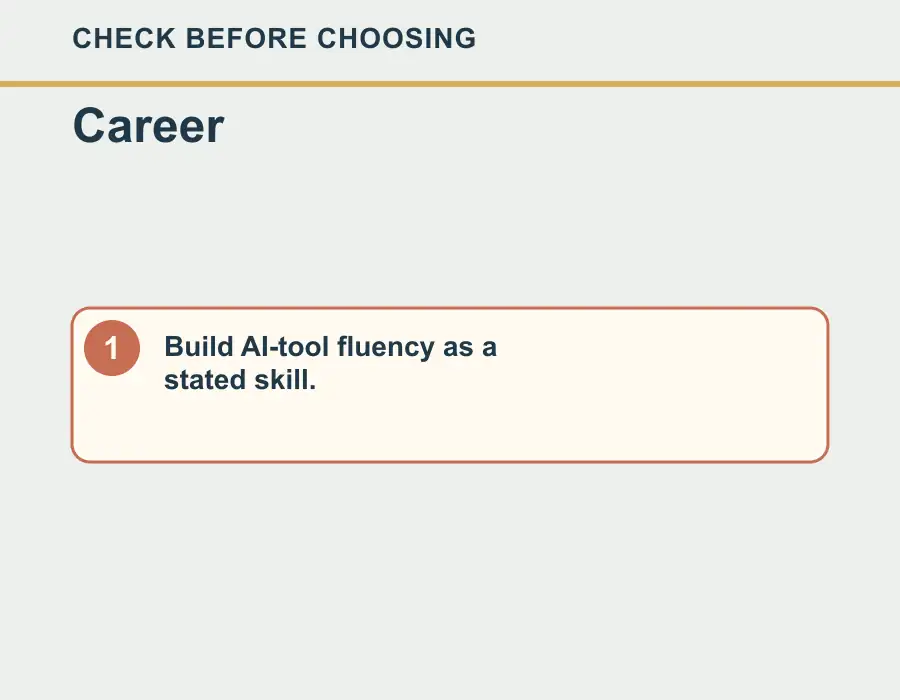 CHECK BEFORE CHOOSING
Career
1
Build AI-tool fluency as a
stated skill.